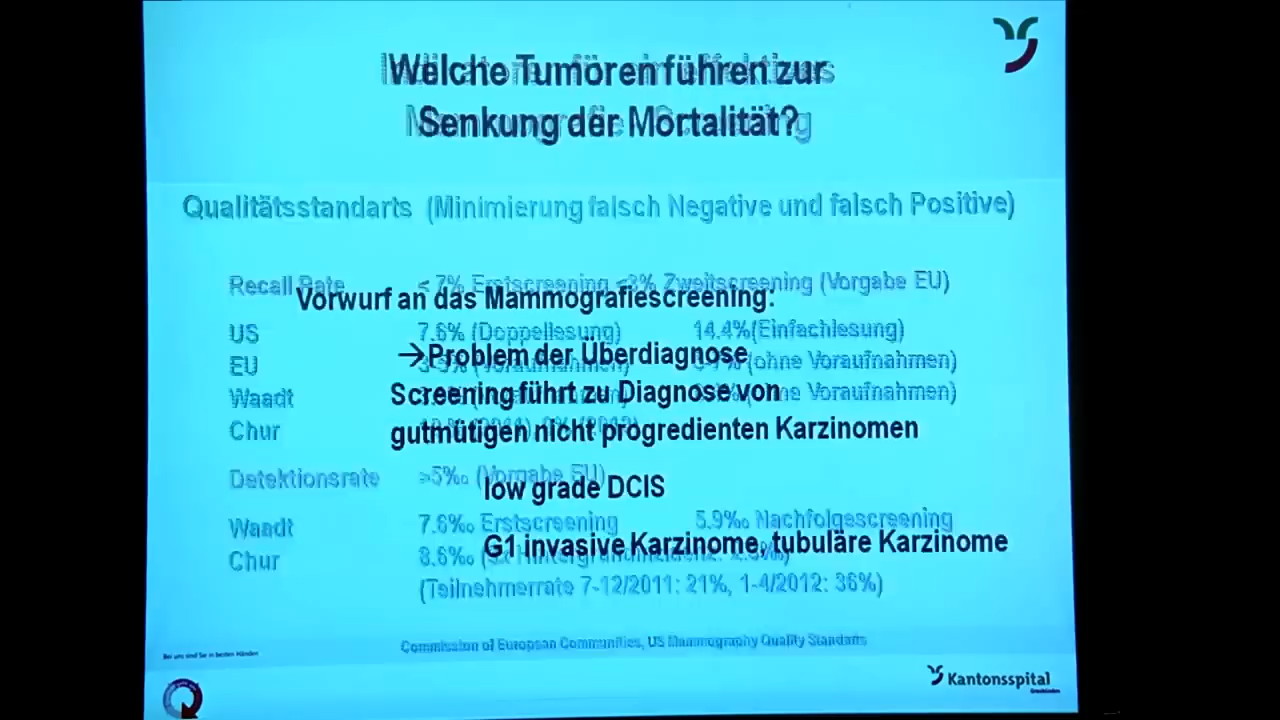 Welche Tumören führen zur
Senkung der Mortalität?
Qualitätsstandarts (Minimierung falsch Negative und falsch Positive)
Recall Rate < 7% Erstscreening <3% Zweitscreening (Vorgabe EU)
Vorwurf an das Mammografiescreening:
US 7.6% (Doppellesung) 14.4%(Einfachlesung)
→Problem der Überdiagnose
EU (ohne Voraufnahmen)
Screening führt zu Diagnose von
Waadt (ohne Voraufnahmen)
gutmütigen nicht progredienten Karzinomen
Chur
Detektionsrate >5‰ (Vorgabe EU)
low grade DCIS
Waadt 7.6‰ Erstscreening 5.9‰ Nachfolgescreening
G1 invasive Karzinome, tubuläre Karzinome
Chur 8.6‰
(Teilnehmerrate 7-12/2011: 21%, 1-4/2012: 36%)
Commission of European Communities, US Mammography Quality Standarts
Bei uns sind Sie in besten Händen
Kantonsspital
Graubünden